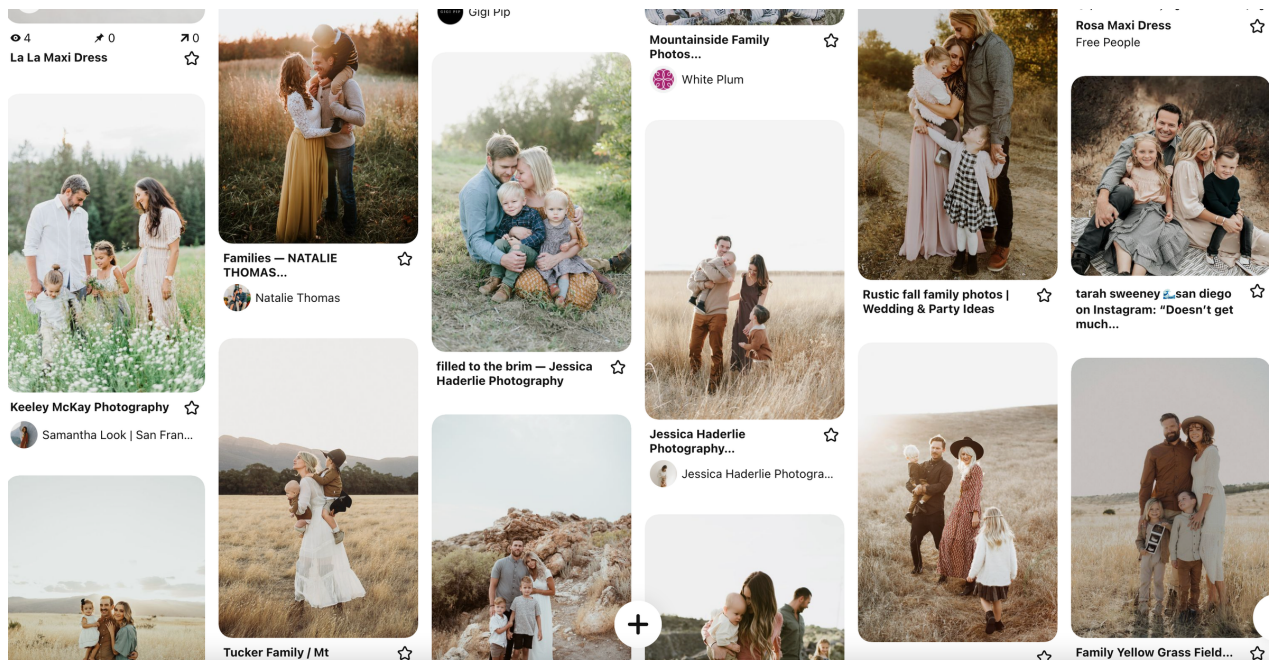 4
0
0
La La Maxi Dress
Keeley McKay Photography
Samantha Look | San Fran...
Families — NATALIE
THOMAS...
Natalie Thomas
Tucker Family / Mt
GIGI PIP
Gigi Pip
filled to the brim — Jessica
Haderlie Photography
Mountainside Family
Photos...
White Plum
Jessica Haderlie
Photography...
Jessica Haderlie Photogra...
Rustic fall family photos |
Wedding & Party Ideas
Rosa Maxi Dress
Free People
tarah sweeney 🌊san diego
on Instagram: “Doesn’t get
much...
Family Yellow Grass Field...